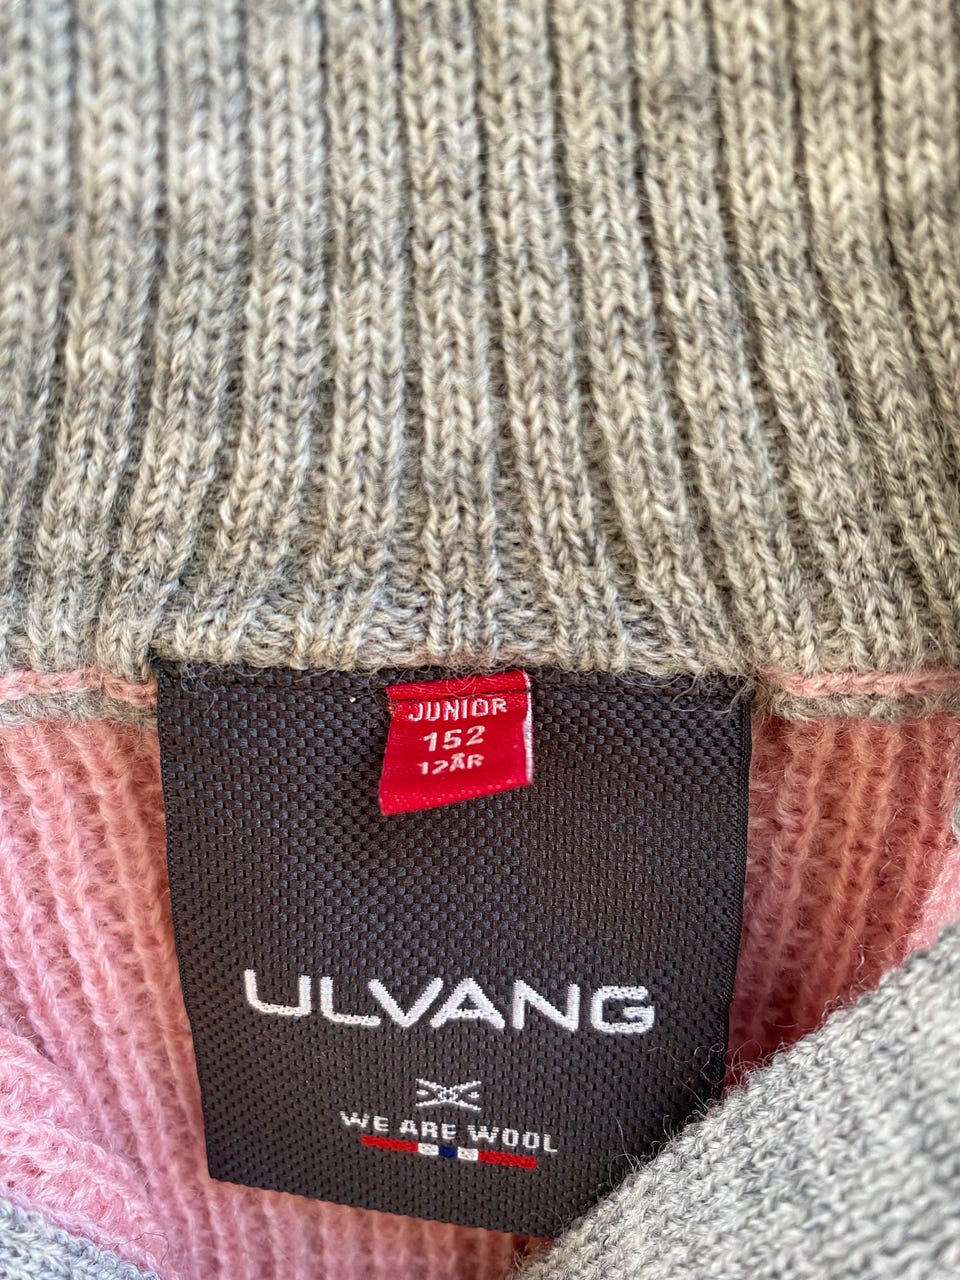 JUNIOR
152
12ÅR
ULVANG
WE ARE WOOL